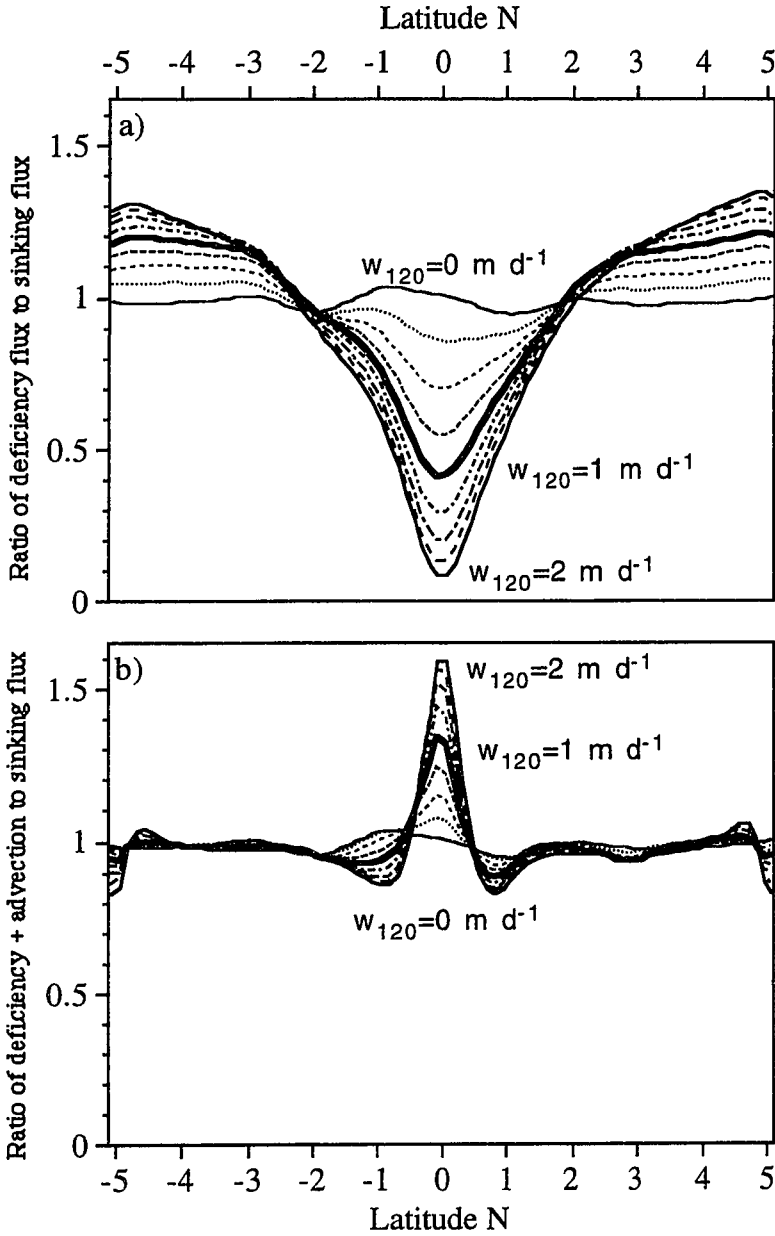 Latitude N
-5 -4 -3 -2 -1 0 1 2 3 4 5
a)
Ratio of deficiency flux to sinking flux
1.5
1
0.5
0
w120=0 m d-1
w120=1 m d-1
w120=2 m d-1
b)
Ratio of deficiency + advection to sinking flux
1.5
1
0.5
0
w120=2 m d-1
w120=1 m d-1
w120=0 m d-1
-5 -4 -3 -2 -1 0 1 2 3 4 5
Latitude N